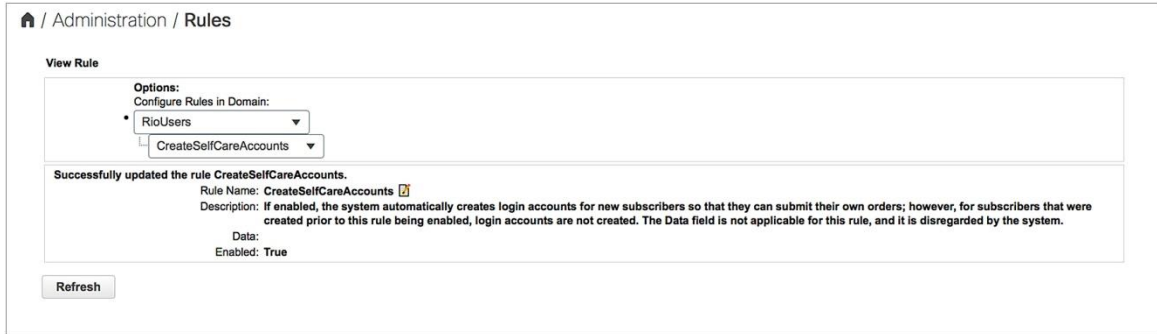 / Administration / Rules
View Rule
Options:
Configure Rules in Domain:
RioUsers
CreateSelfCareAccounts
Successfully updated the rule CreateSelfCareAccounts.
Rule Name: CreateSelfCareAccounts
Description: If enabled, the system automatically creates login accounts for new subscribers so that they can submit their own orders; however, for subscribers that were
created prior to this rule being enabled, login accounts are not created. The Data field is not applicable for this rule, and it is disregarded by the system.
Data:
Enabled: True
Refresh